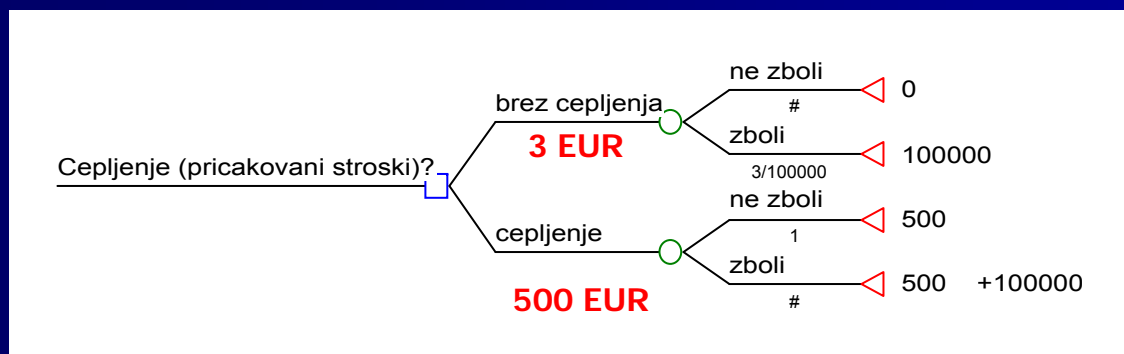 ne zboli
0
#
brez cepljenja
3 EUR
zboli
100000
3/100000
Cepljenje (pricakovani stroski)?
ne zboli
500
1
cepljenje
500 EUR
zboli
500 +100000
#